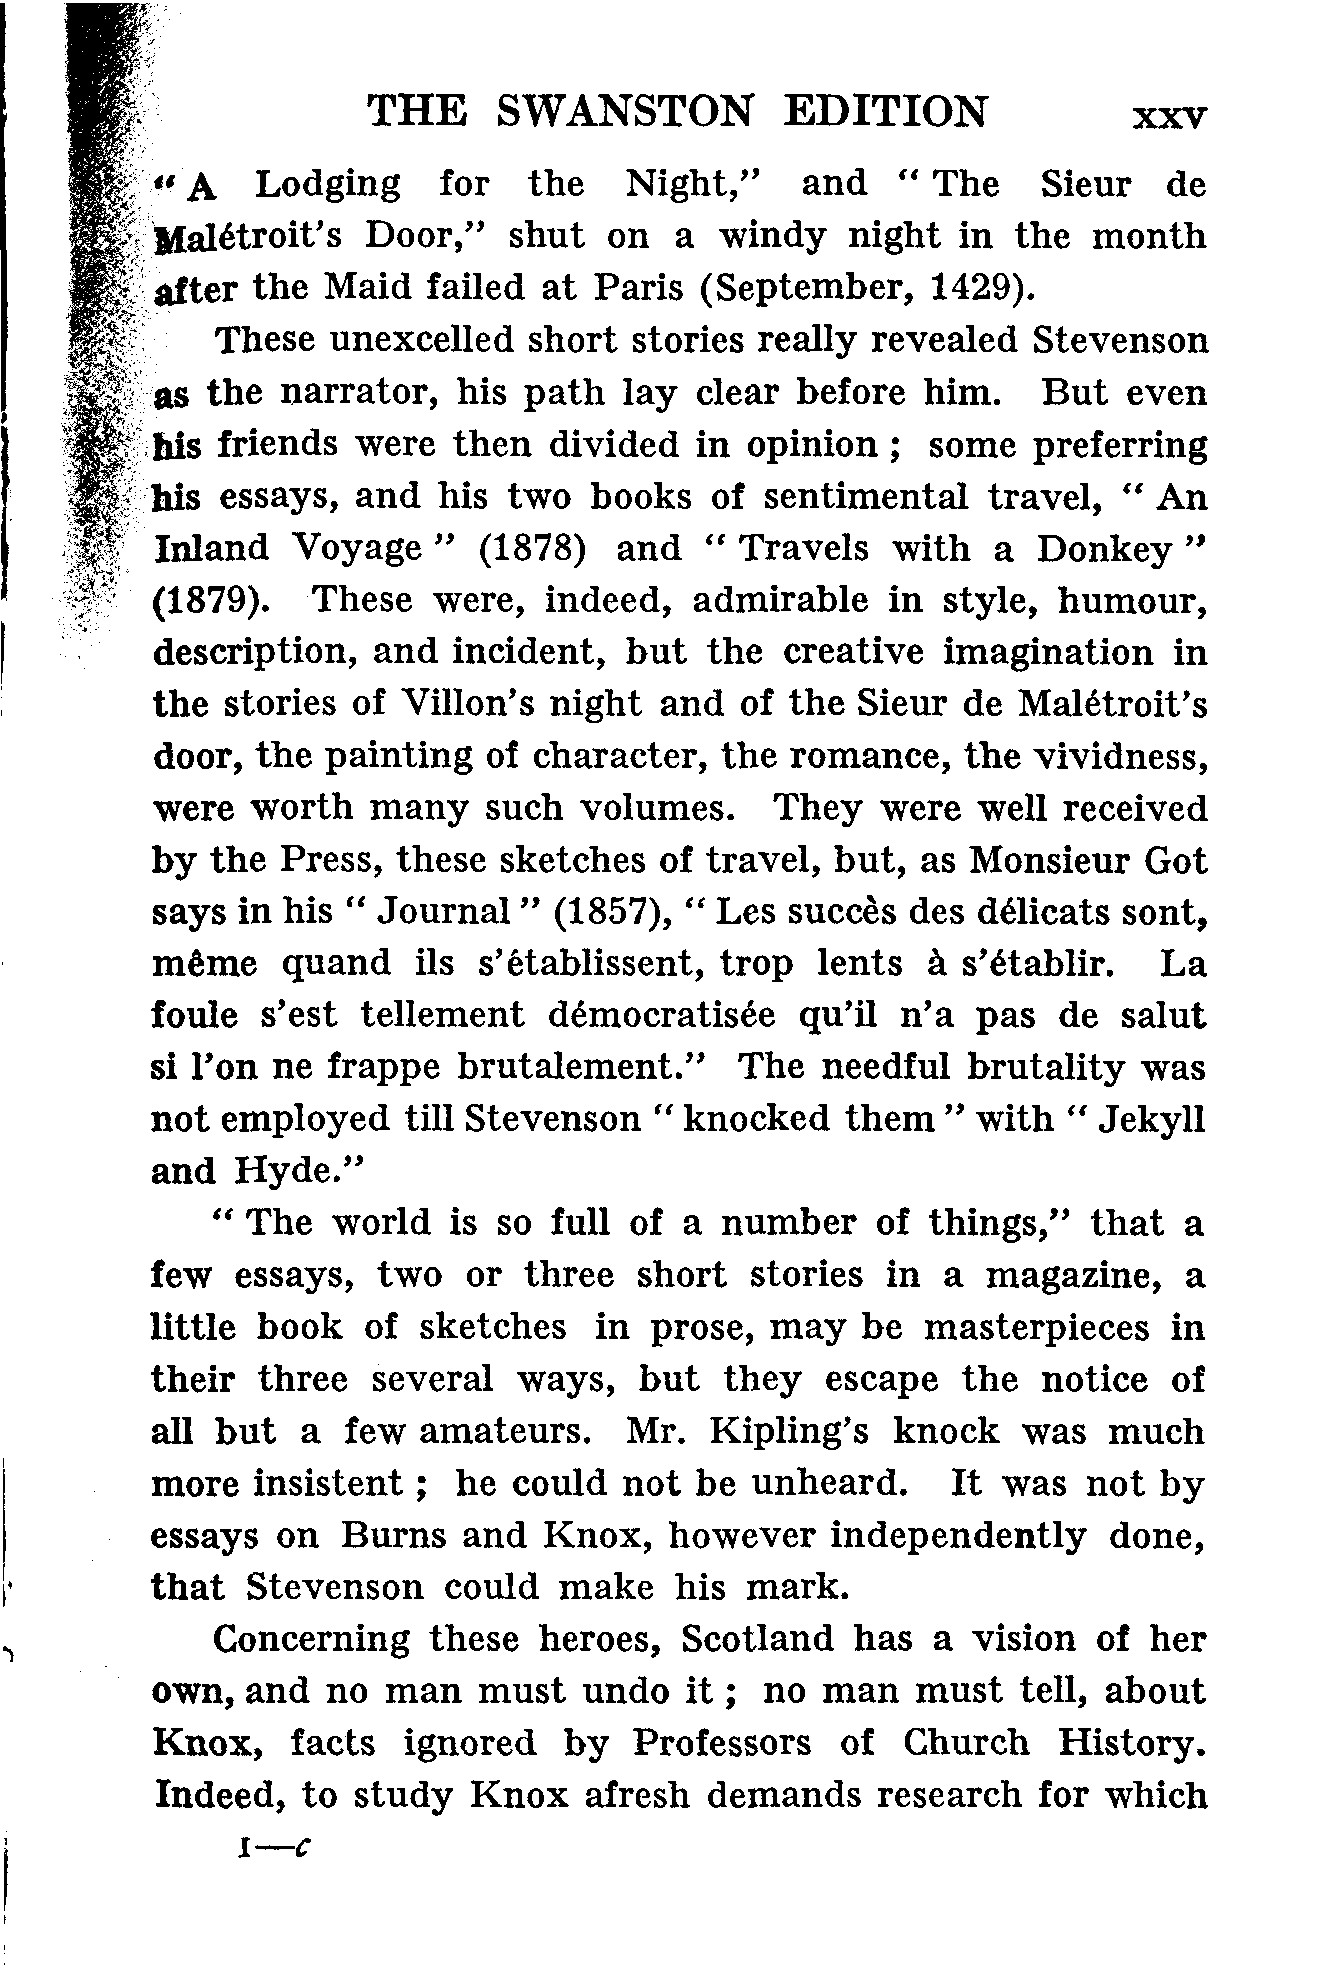 THE SWANSTON EDITION xxv
“ A Lodging for the Night,” and “ The Sieur de
Malétroit's Door,” shut on a windy night in the month
after the Maid failed at Paris (September, 1429).
These unexcelled short stories really revealed Stevenson
as the narrator, his path lay clear before him. But even
his friends were then divided in opinion ; some preferring
his essays, and his two books of sentimental travel, “ An
Inland Voyage ” (1878) and “ Travels with a Donkey ”
(1879). These were, indeed, admirable in style, humour,
description, and incident, but the creative imagination in
the stories of Villon's night and of the Sieur de Malétroit's
door, the painting of character, the romance, the vividness,
were worth many such volumes. They were well received
by the Press, these sketches of travel, but, as Monsieur Got
says in his “ Journal ” (1857), “ Les succès des délicats sont,
même quand ils s'établissent, trop lents à s'établir. La
foule s'est tellement démocratisée qu'il n'a pas de salut
si l'on ne frappe brutalement.” The needful brutality was
not employed till Stevenson “ knocked them ” with “ Jekyll
and Hyde.”
“ The world is so full of a number of things,” that a
few essays, two or three short stories in a magazine, a
little book of sketches in prose, may be masterpieces in
their three several ways, but they escape the notice of
all but a few amateurs. Mr. Kipling's knock was much
more insistent ; he could not be unheard. It was not by
essays on Burns and Knox, however independently done,
that Stevenson could make his mark.
Concerning these heroes, Scotland has a vision of her
own, and no man must undo it ; no man must tell, about
Knox, facts ignored by Professors of Church History.
Indeed, to study Knox afresh demands research for which
I—c